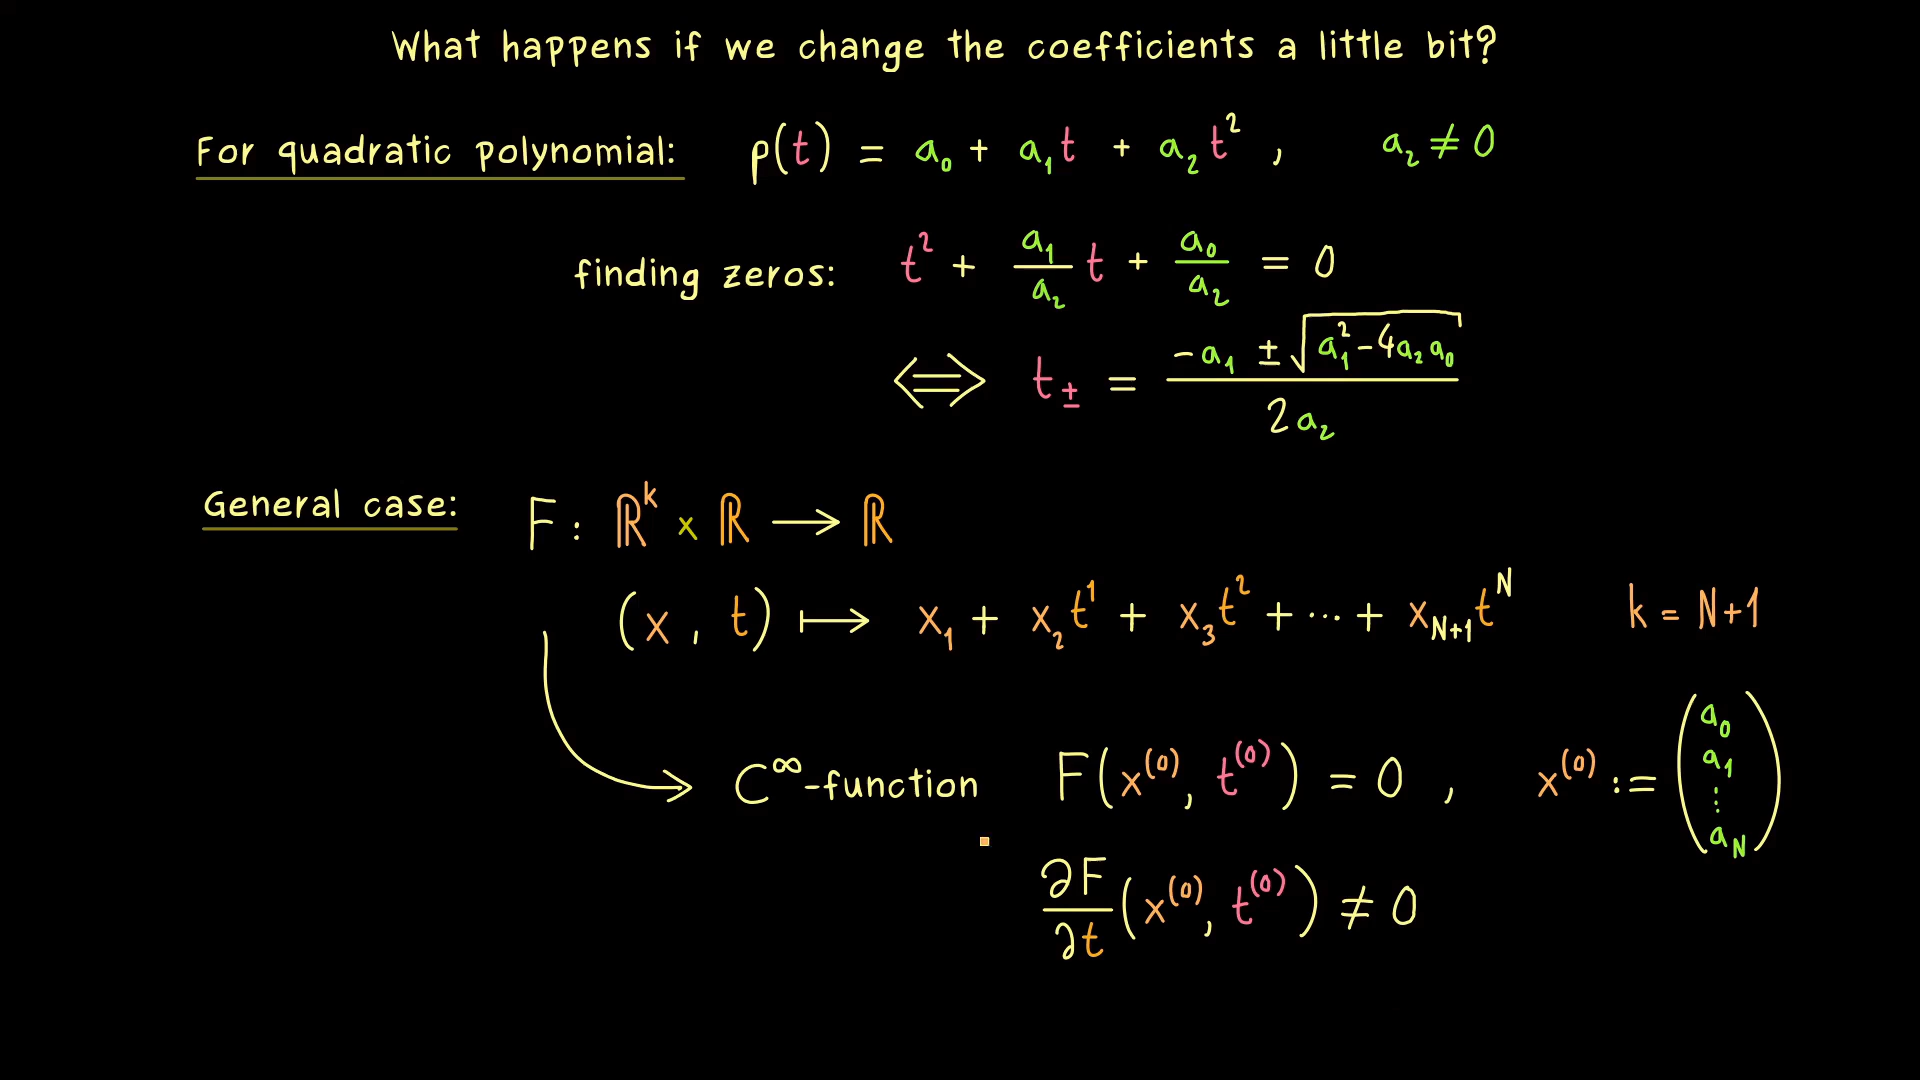 What happens if we change the coefficients a little bit?
For quadratic polynomial: p(t) = a₀ + a₁t + a₂t² , a₂ ≠ 0
finding zeros: t² + a₁/a₂ t + a₀/a₂ = 0
⟺ t± = (-a₁ ± √(a₁² - 4a₂a₀)) / 2a₂
General case: F: ℝᵏ × ℝ ⟶ ℝ
(x, t) ⟼ x₁ + x₂t¹ + x₃t² + ⋯ + x_{N+1}t^N k = N+1
C^∞-function F(x⁽⁰⁾, t⁽⁰⁾) = 0 , x⁽⁰⁾ := (a₀ a₁ ⋮ a_N)
∂F/∂t (x⁽⁰⁾, t⁽⁰⁾) ≠ 0